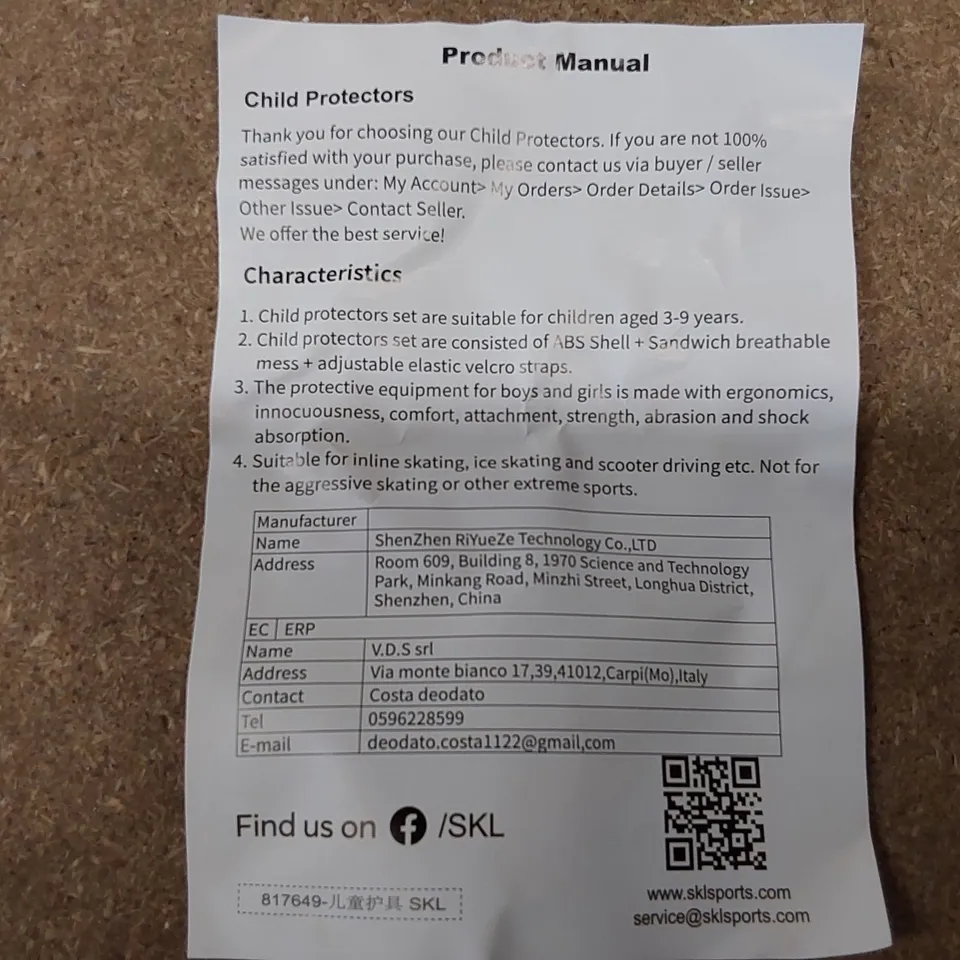 Product Manual
Child Protectors
Thank you for choosing our Child Protectors. If you are not 100%
satisfied with your purchase, please contact us via buyer / seller
messages under: My Account> My Orders> Order Details> Order Issue>
Other Issue> Contact Seller.
We offer the best service!
Characteristics
1. Child protectors set are suitable for children aged 3-9 years.
2. Child protectors set are consisted of ABS Shell + Sandwich breathable
mess + adjustable elastic velcro straps.
3. The protective equipment for boys and girls is made with ergonomics,
innocuousness, comfort, attachment, strength, abrasion and shock
absorption.
4. Suitable for inline skating, ice skating and scooter driving etc. Not for
the aggressive skating or other extreme sports.
Manufacturer
Name ShenZhen RiYueZe Technology Co.,LTD
Address Room 609, Building 8, 1970 Science and Technology
Park, Minkang Road, Minzhi Street, Longhua District,
Shenzhen, China
EC | ERP
Name V.D.S srl
Address Via monte bianco 17,39,41012,Carpi(Mo),Italy
Contact Costa deodato
Tel 0596228599
E-mail deodato.costa1122@gmail,com
Find us on /SKL
817649-儿童护具 SKL
www.sklsports.com
service@sklsports.com